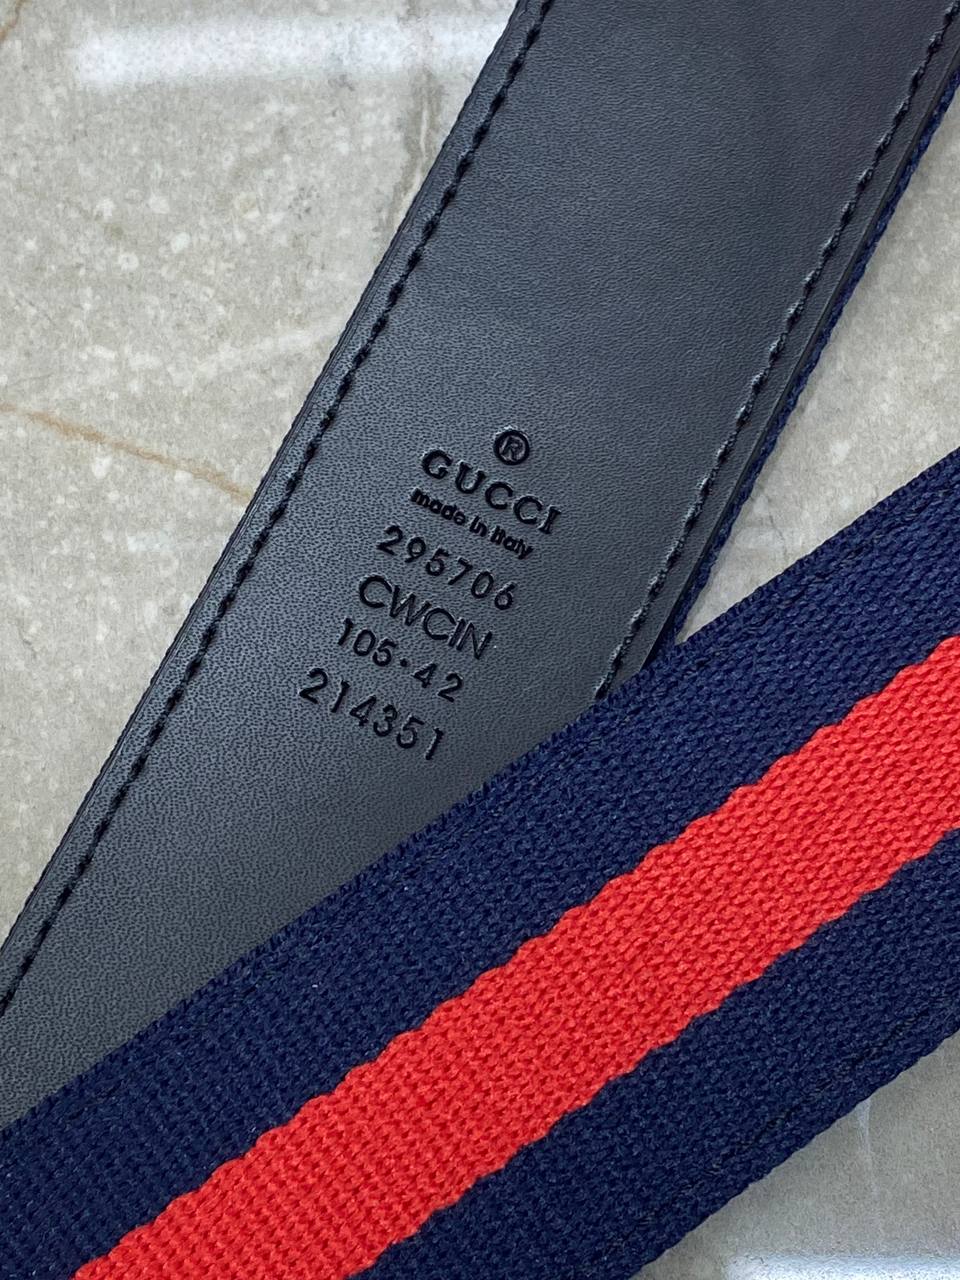 ®
GUCCI
made in italy
295706
CWCIN
105·42
214351